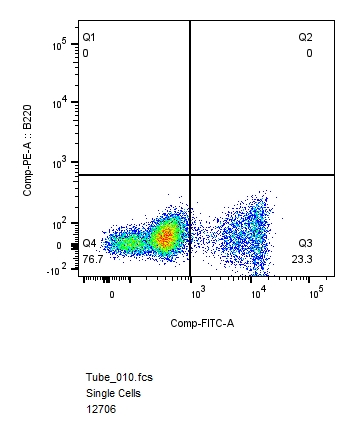 Q1
0
Q2
0
Q4
76.7
Q3
23.3
10^5
10^4
10^3
10^2
0
-10^2
Comp-PE-A :: B220
0
10^3
10^4
10^5
Comp-FITC-A
Tube_010.fcs
Single Cells
12706